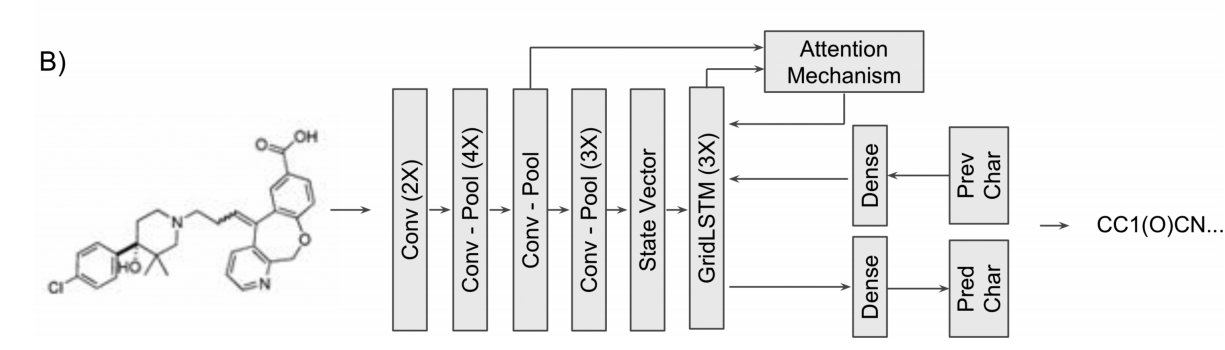 B)
Attention
Mechanism
Conv (2X)
Conv - Pool (4X)
Conv - Pool
Conv - Pool (3X)
State Vector
GridLSTM (3X)
Dense
Prev
Char
Dense
Pred
Char
CC1(O)CN...
O
OH
N
O
HO
Cl
N